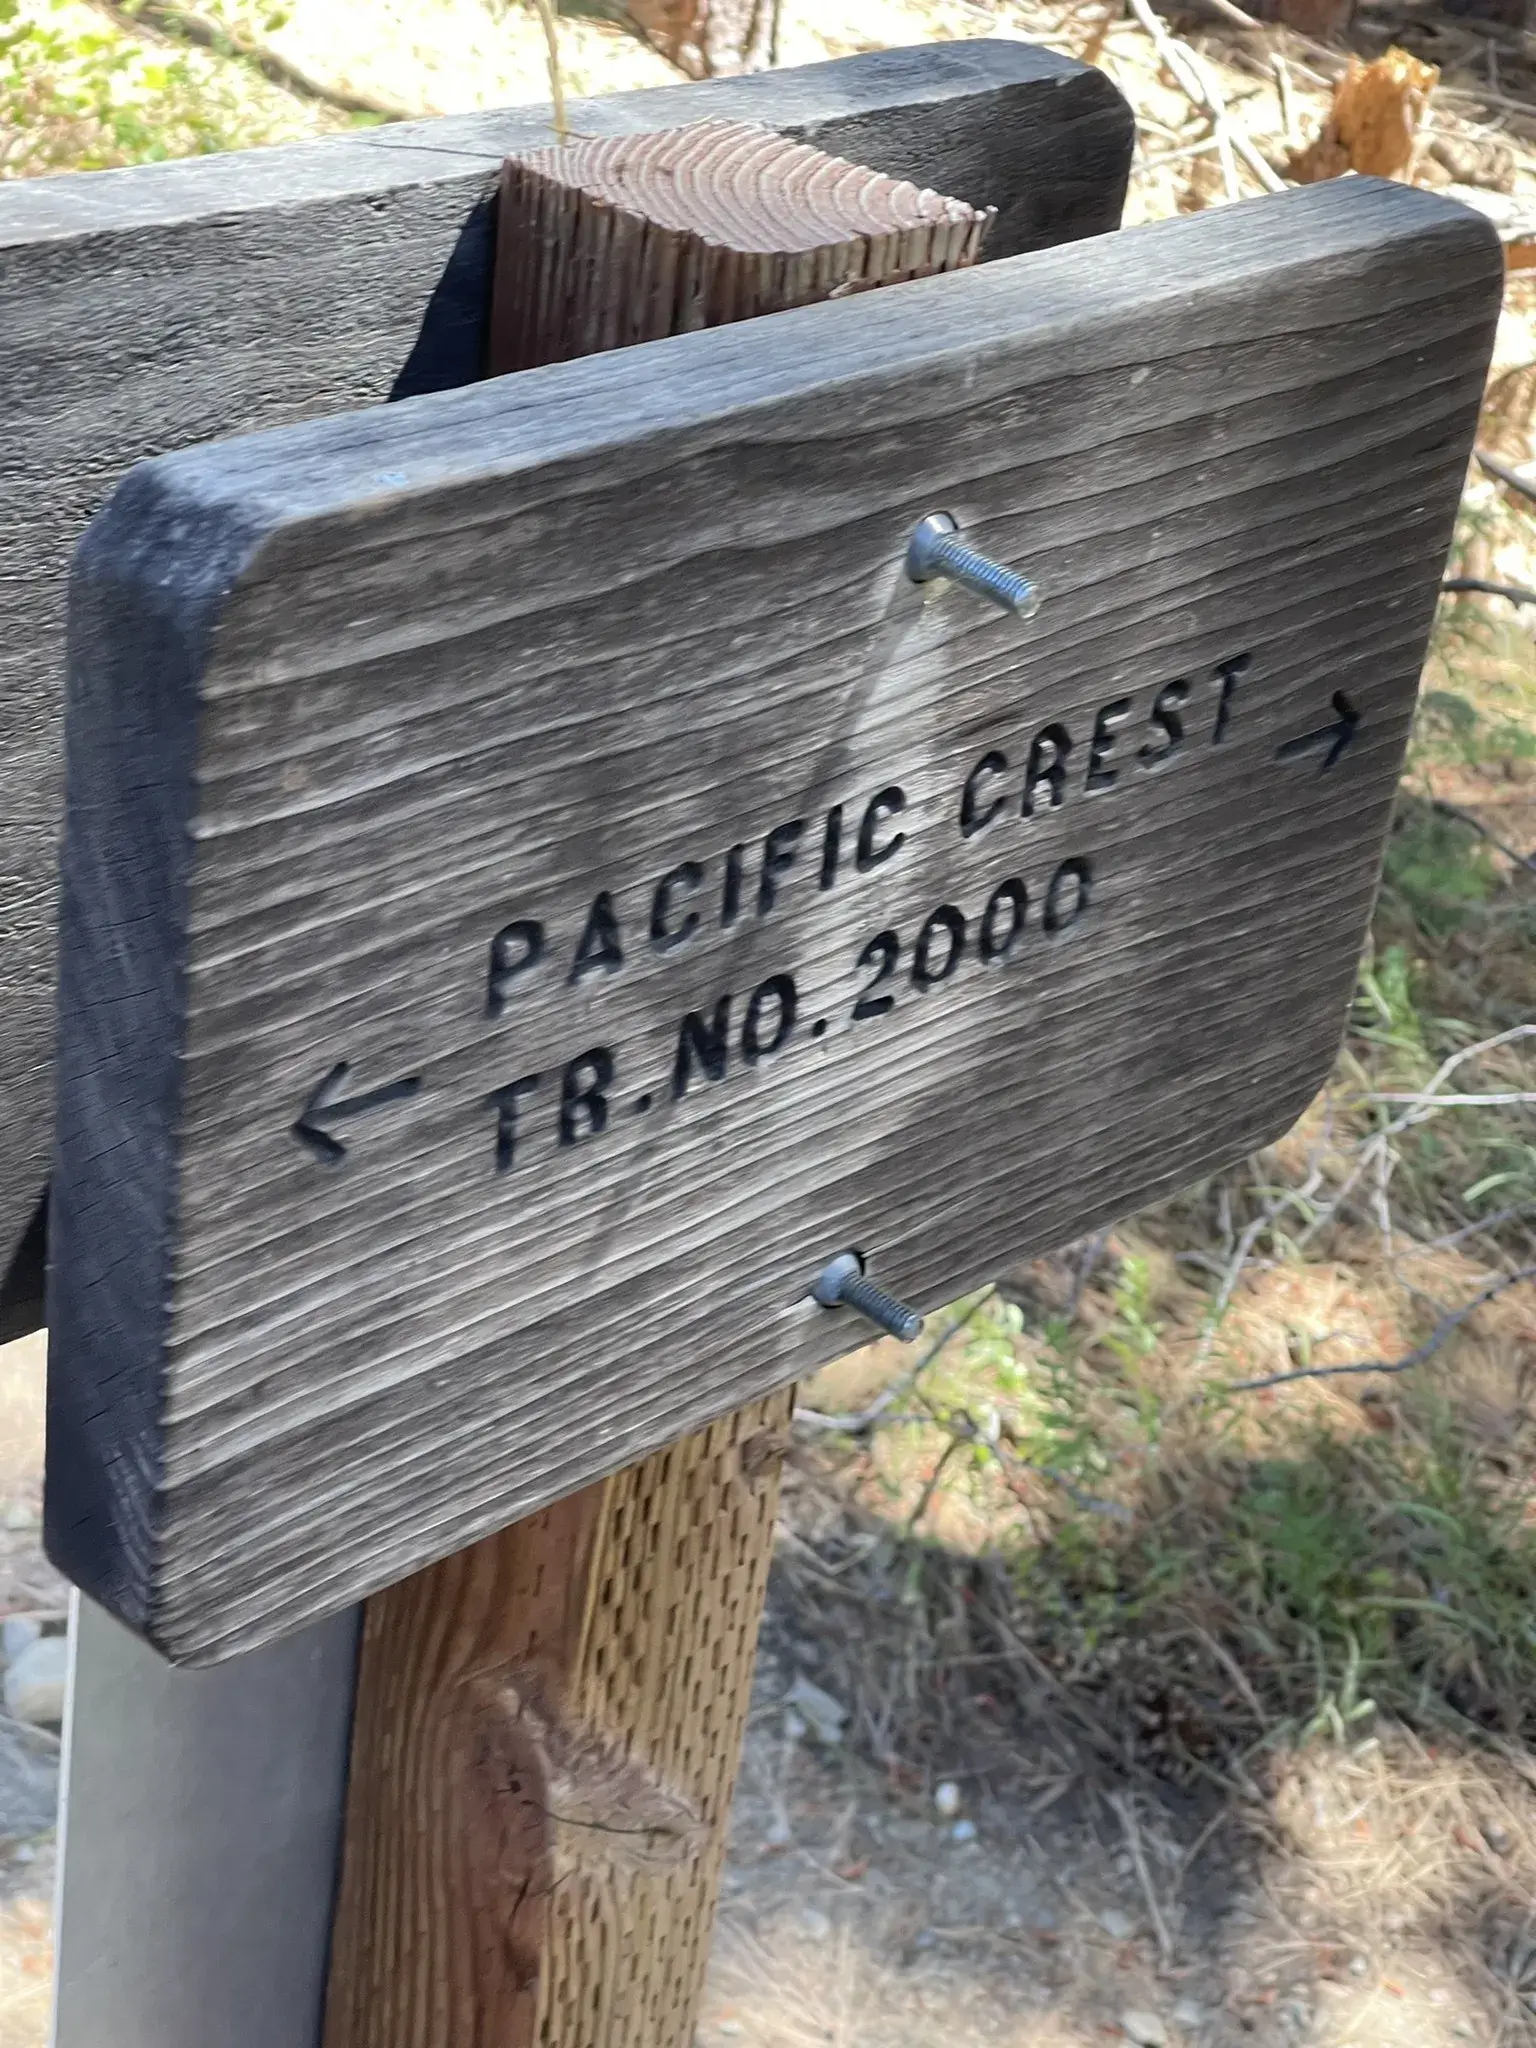 PACIFIC CREST →
← TR.NO.2000